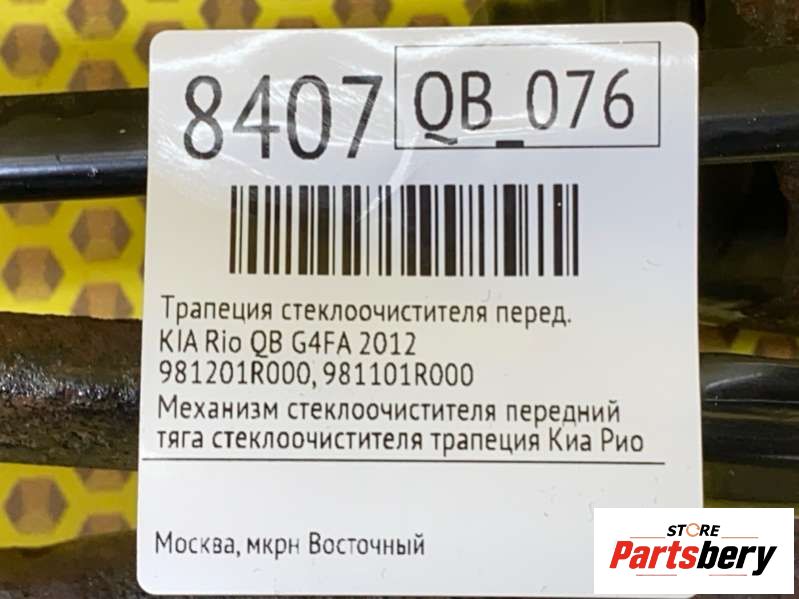 8407 QB_076
Трапеция стеклоочистителя перед.
KIA Rio QB G4FA 2012
981201R000, 981101R000
Механизм стеклоочистителя передний
тяга стеклоочистителя трапеция Киа Рио
Москва, мкрн Восточный
STORE
Partsbery